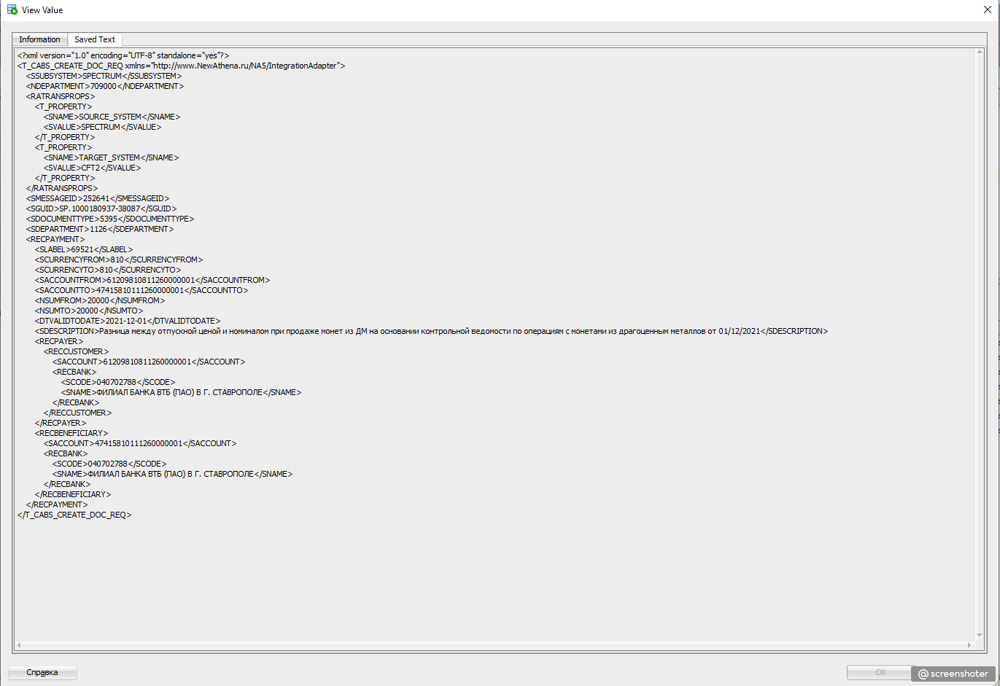 View Value
Information
Saved Text
<?xml version="1.0" encoding="UTF-8" standalone="yes"?>
<T_CABS_CREATE_DOC_REQ xmlns="http://www.NewAthena.ru/NA5/IntegrationAdapter">
<SSUBSYSTEM>SPECTRUM</SSUBSYSTEM>
<NDEPARTMENT>709000</NDEPARTMENT>
<RATRANSPROPS>
<T_PROPERTY>
<SNAME>SOURCE_SYSTEM</SNAME>
<SVALUE>SPECTRUM</SVALUE>
</T_PROPERTY>
<T_PROPERTY>
<SNAME>TARGET_SYSTEM</SNAME>
<SVALUE>CFT2</SVALUE>
</T_PROPERTY>
</RATRANSPROPS>
<SMESSAGEID>252641</SMESSAGEID>
<SGUID>SP.1000180937-38087</SGUID>
<SDOCUMENTTYPE>5395</SDOCUMENTTYPE>
<SDEPARTMENT>1126</SDEPARTMENT>
<RECPAYMENT>
<SLABEL>69521</SLABEL>
<SCURRENCYFROM>810</SCURRENCYFROM>
<SCURRENCYTO>810</SCURRENCYTO>
<SACCOUNTFROM>61209810811260000001</SACCOUNTFROM>
<SACCOUNTTO>47415810111260000001</SACCOUNTTO>
<NSUMFROM>20000</NSUMFROM>
<NSUMTO>20000</NSUMTO>
<DTVALIDTODATE>2021-12-01</DTVALIDTODATE>
<SDESCRIPTION>Разница между отпускной ценой и номиналом при продаже монет из ДМ на основании контрольной ведомости по операциям с монетами из драгоценным металлов от 01/12/2021</SDESCRIPTION>
<RECPAYER>
<RECCUSTOMER>
<SACCOUNT>61209810811260000001</SACCOUNT>
<RECBANK>
<SCODE>040702788</SCODE>
<SNAME>ФИЛИАЛ БАНКА ВТБ (ПАО) В Г. СТАВРОПОЛЕ</SNAME>
</RECBANK>
</RECCUSTOMER>
</RECPAYER>
<RECBENEFICIARY>
<SACCOUNT>47415810111260000001</SACCOUNT>
<RECBANK>
<SCODE>040702788</SCODE>
<SNAME>ФИЛИАЛ БАНКА ВТБ (ПАО) В Г. СТАВРОПОЛЕ</SNAME>
</RECBANK>
</RECBENEFICIARY>
</RECPAYMENT>
</T_CABS_CREATE_DOC_REQ>
Справка
OK
@screenshoter